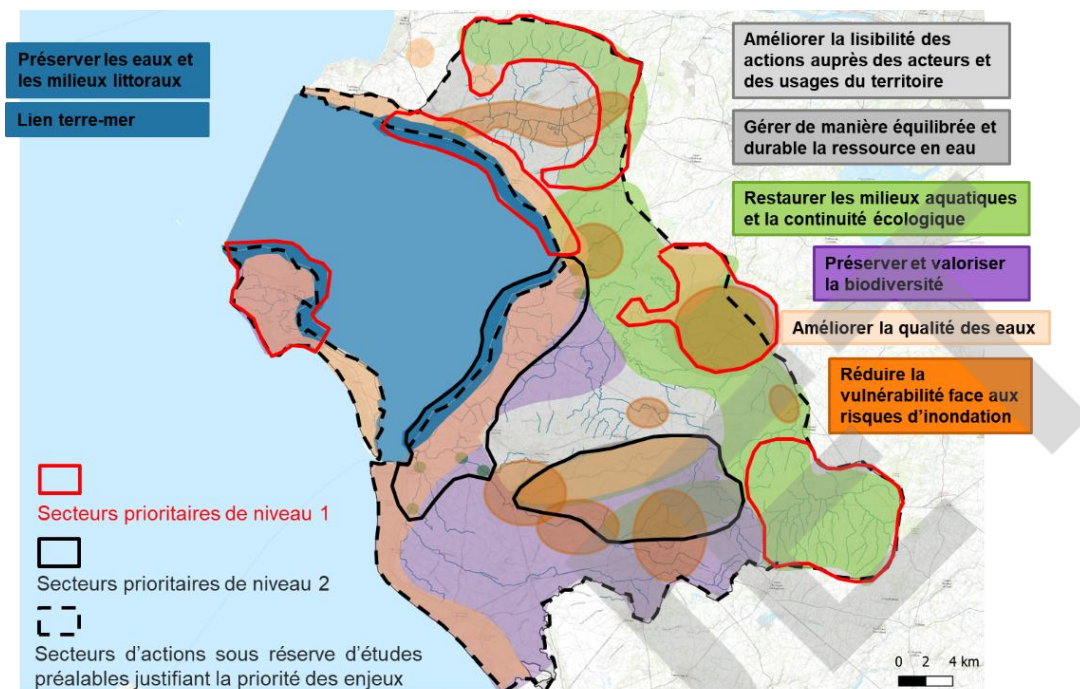 Préserver les eaux et
les milieux littoraux
Lien terre-mer
Améliorer la lisibilité des
actions auprès des acteurs et
des usages du territoire
Gérer de manière équilibrée et
durable la ressource en eau
Restaurer les milieux aquatiques
et la continuité écologique
Préserver et valoriser
la biodiversité
Améliorer la qualité des eaux
Réduire la
vulnérabilité face aux
risques d'inondation
Secteurs prioritaires de niveau 1
Secteurs prioritaires de niveau 2
Secteurs d'actions sous réserve d'études
préalables justifiant la priorité des enjeux
0 2 4 km